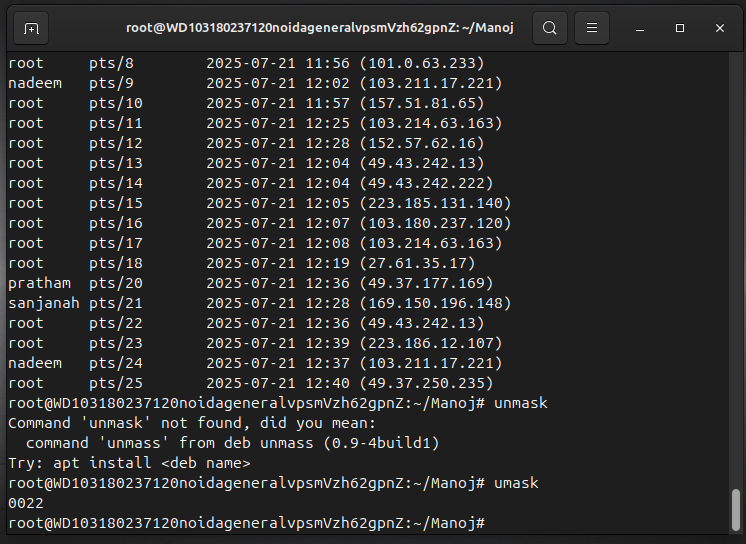 root@WD103180237120noidageneralvpsmVzh62gpnZ: ~/Manoj
root     pts/8        2025-07-21 11:56 (101.0.63.233)
nadeem   pts/9        2025-07-21 12:02 (103.211.17.221)
root     pts/10       2025-07-21 11:57 (157.51.81.65)
root     pts/11       2025-07-21 12:25 (103.214.63.163)
root     pts/12       2025-07-21 12:28 (152.57.62.16)
root     pts/13       2025-07-21 12:04 (49.43.242.13)
root     pts/14       2025-07-21 12:04 (49.43.242.222)
root     pts/15       2025-07-21 12:05 (223.185.131.140)
root     pts/16       2025-07-21 12:07 (103.180.237.120)
root     pts/17       2025-07-21 12:08 (103.214.63.163)
root     pts/18       2025-07-21 12:19 (27.61.35.17)
pratham  pts/20       2025-07-21 12:36 (49.37.177.169)
sanjanah pts/21       2025-07-21 12:28 (169.150.196.148)
root     pts/22       2025-07-21 12:36 (49.43.242.13)
root     pts/23       2025-07-21 12:39 (223.186.12.107)
nadeem   pts/24       2025-07-21 12:37 (103.211.17.221)
root     pts/25       2025-07-21 12:40 (49.37.250.235)
root@WD103180237120noidageneralvpsmVzh62gpnZ:~/Manoj# unmask
Command 'unmask' not found, did you mean:
  command 'unmass' from deb unmass (0.9-4build1)
Try: apt install <deb name>
root@WD103180237120noidageneralvpsmVzh62gpnZ:~/Manoj# umask
0022
root@WD103180237120noidageneralvpsmVzh62gpnZ:~/Manoj#